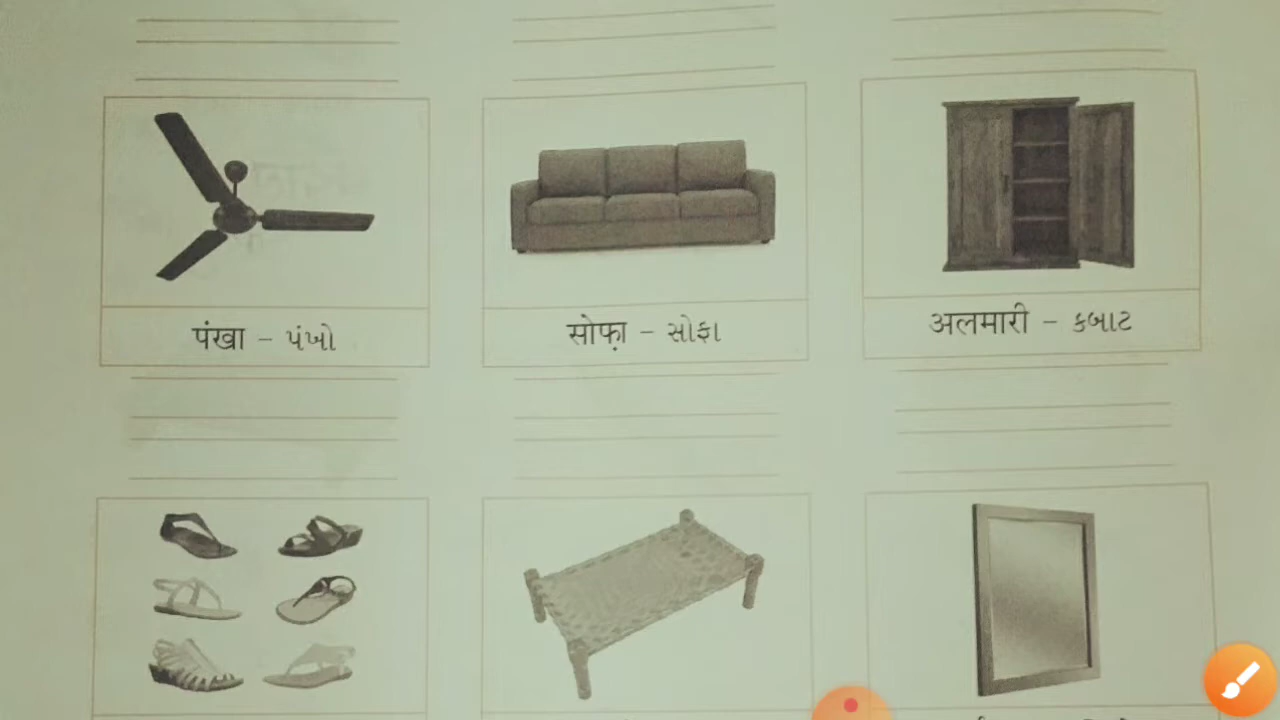 पंखा – પંખો
सोफ़ा – સોફા
अलमारी – કબાટ